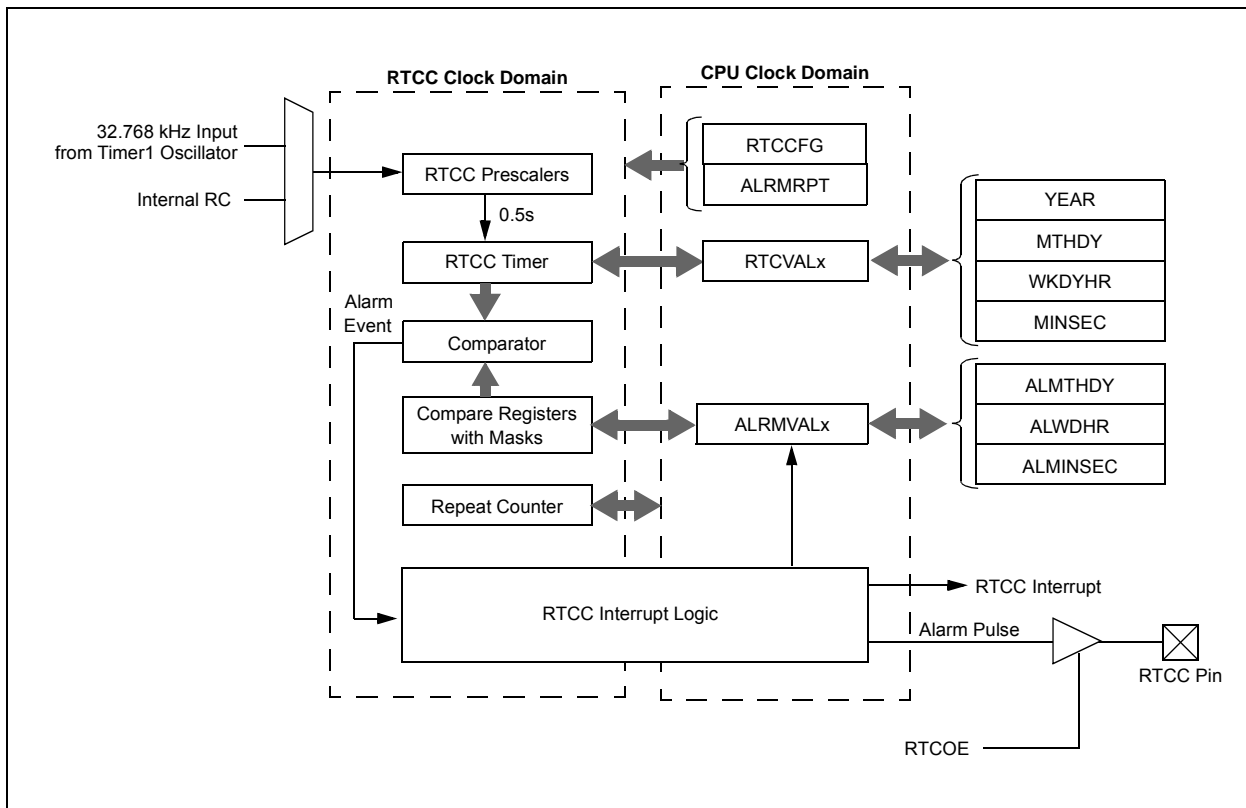 RTCC Clock Domain
CPU Clock Domain
32.768 kHz Input
from Timer1 Oscillator
Internal RC
RTCC Prescalers
0.5s
RTCC Timer
Alarm
Event
Comparator
Compare Registers
with Masks
Repeat Counter
RTCC Interrupt Logic
RTCCFG
ALRMRPT
RTCVALx
ALRMVALx
YEAR
MTHDY
WKDYHR
MINSEC
ALMTHDY
ALWDHR
ALMINSEC
RTCC Interrupt
Alarm Pulse
RTCC Pin
RTCOE